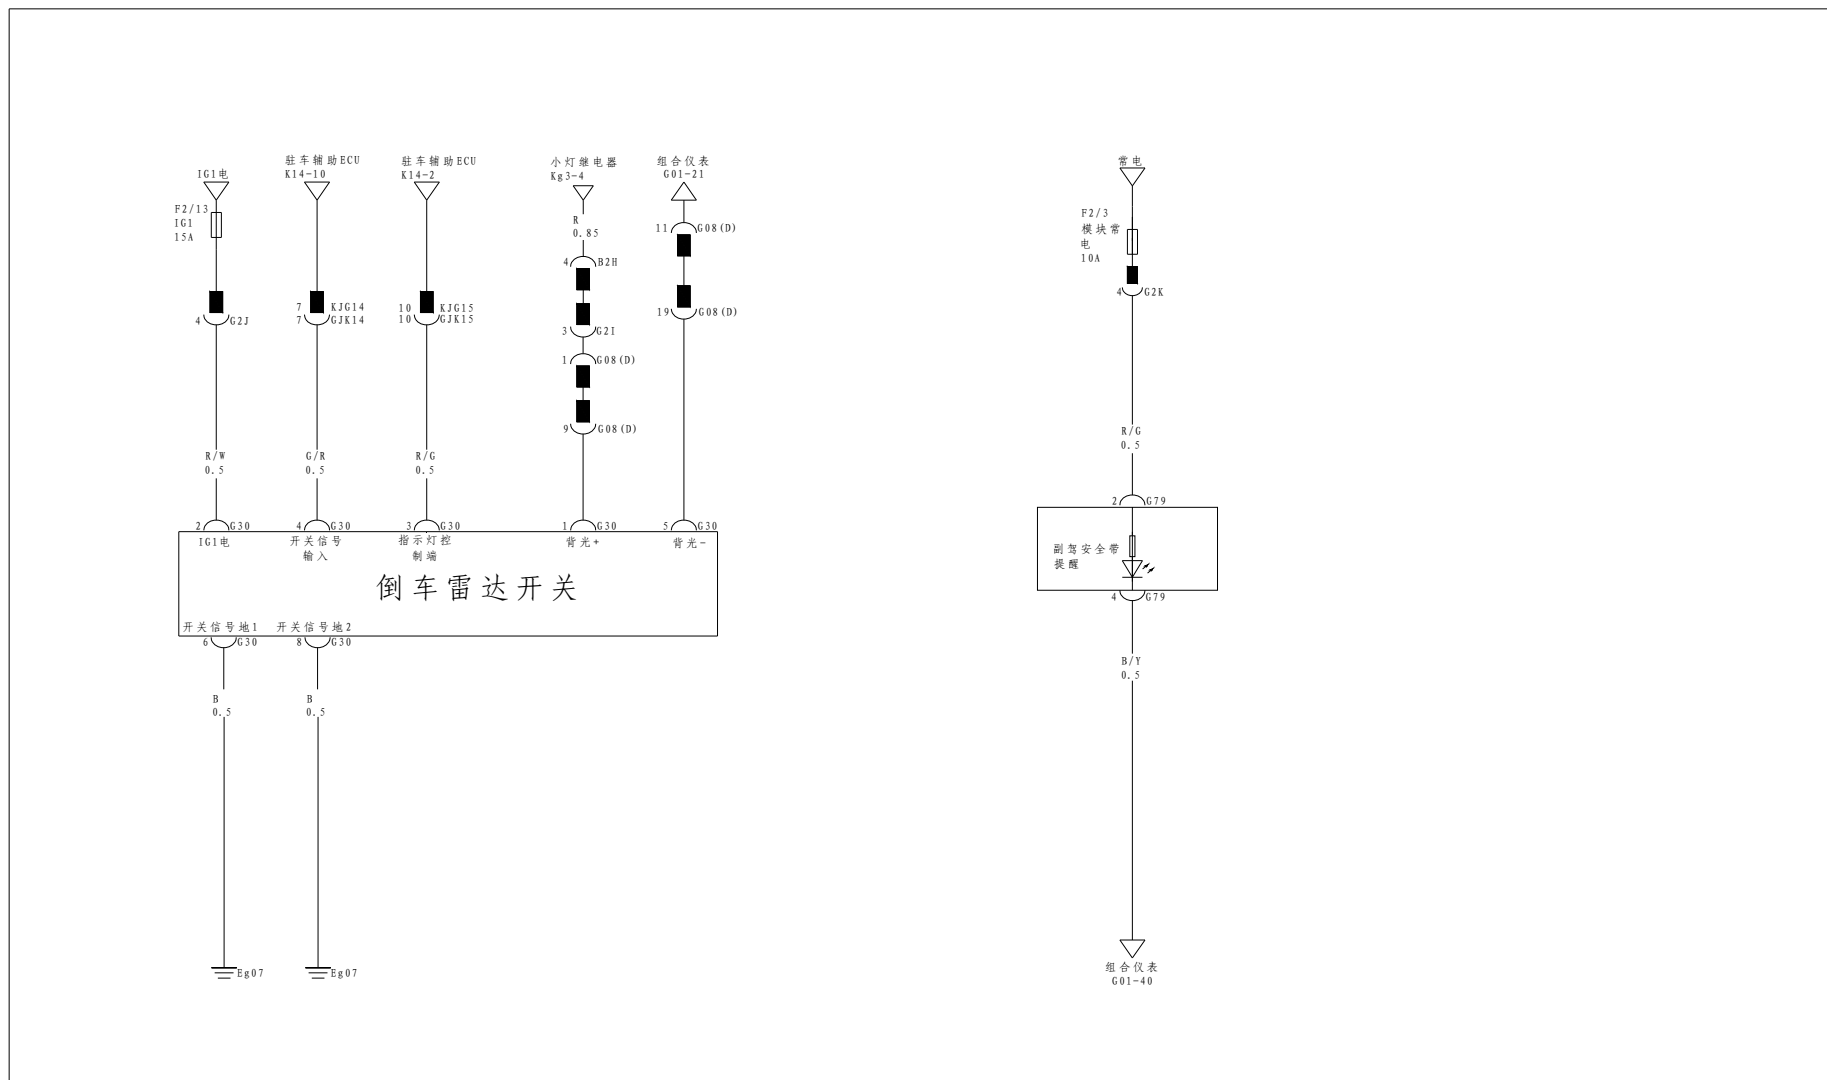 驻车辅助ECU
驻车辅助ECU
小灯继电器
组合仪表
常电
IG1电
K14-10
K14-2
Kg3-4
G01-21
F2/13
IG1
15A
R
0.85
11 G08(D)
F2/3
模块常
电
10A
4 B2H
4 G2K
7 KJG14
10 KJG15
19 G08(D)
4 G2J
7 GJK14
10 GJK15
3 G2I
1 G08(D)
9 G08(D)
R/W
0.5
G/R
0.5
R/G
0.5
R/G
0.5
2 G79
2 G30
4 G30
3 G30
1 G30
5 G30
IG1电
开关信号
输入
指示灯控
制端
背光+
背光-
副驾安全带
提醒
倒车雷达开关
4 G79
开关信号地1
开关信号地2
6 G30
8 G30
B/Y
0.5
B
0.5
B
0.5
Eg07
Eg07
组合仪表
G01-40